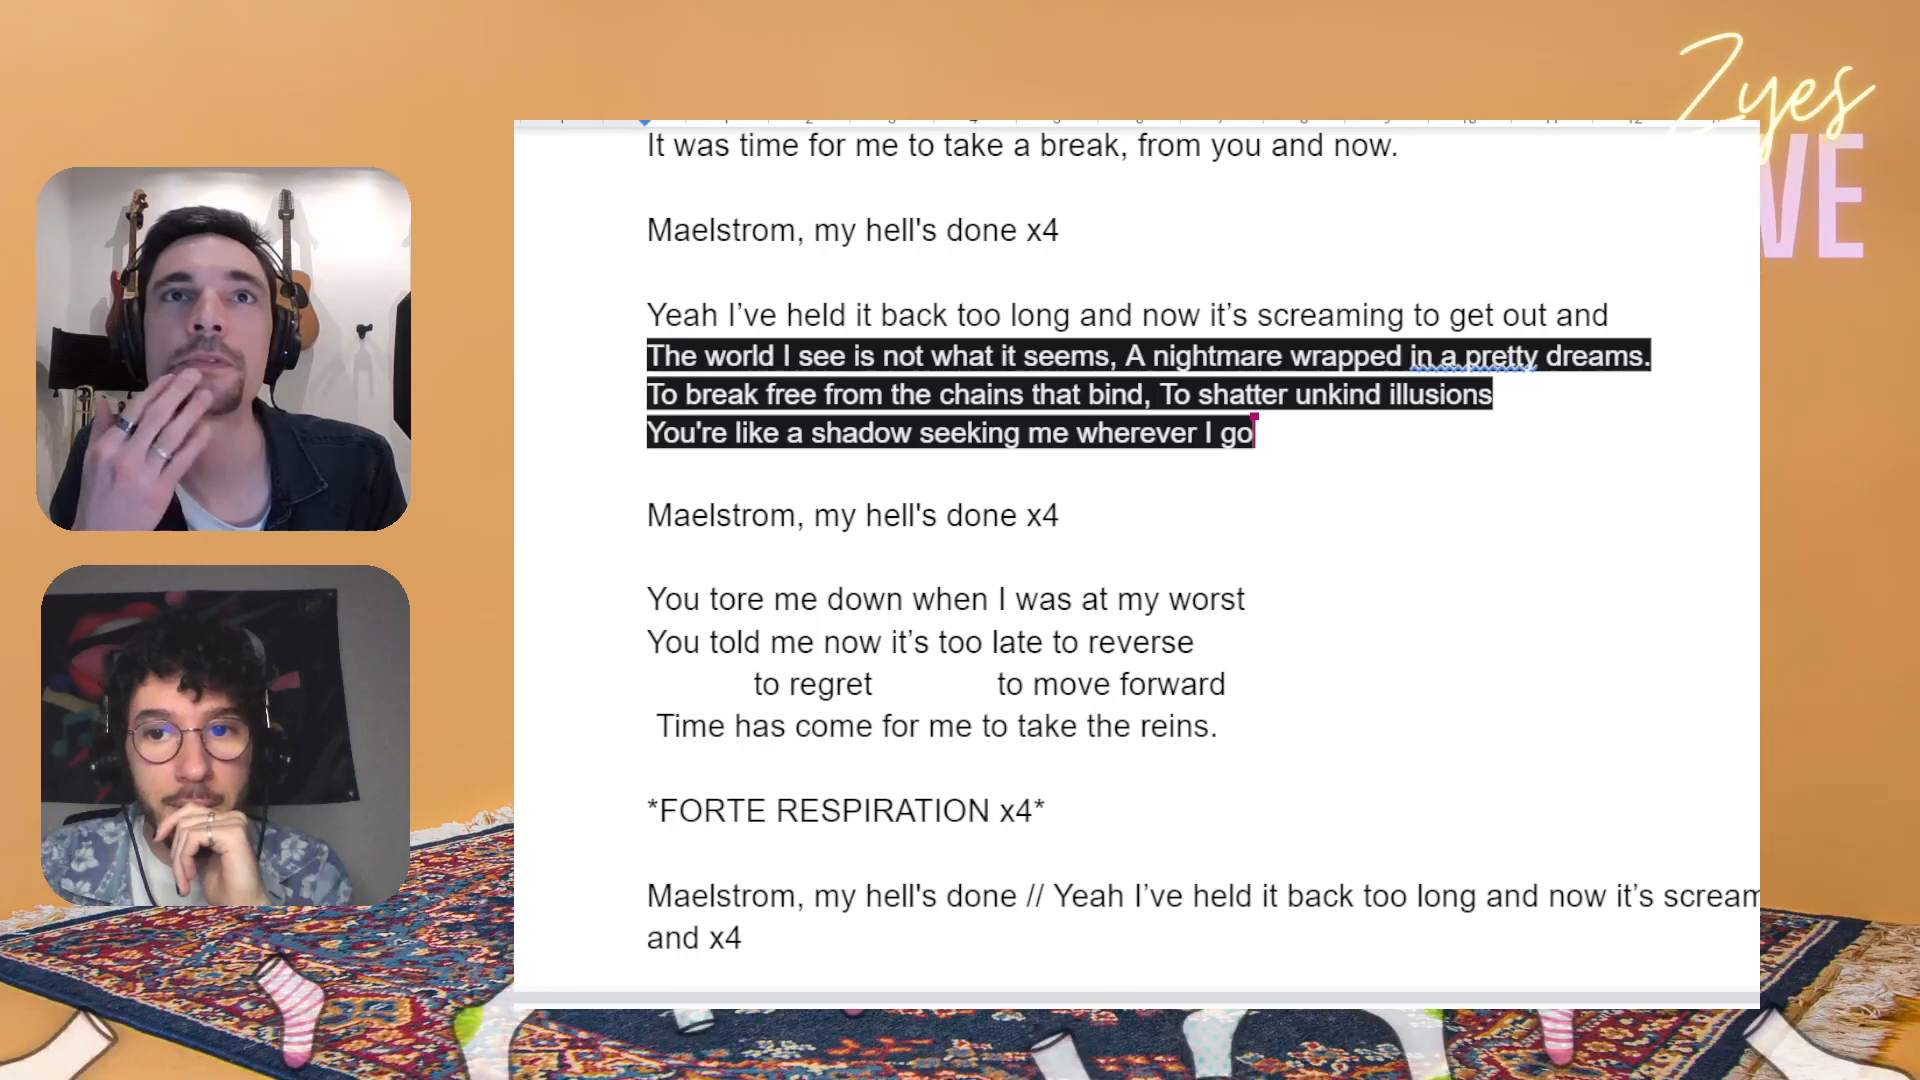 Zyes
VE
It was time for me to take a break, from you and now.
Maelstrom, my hell's done x4
Yeah I’ve held it back too long and now it’s screaming to get out and
The world I see is not what it seems, A nightmare wrapped in a pretty dreams.
To break free from the chains that bind, To shatter unkind illusions
You're like a shadow seeking me wherever I go
Maelstrom, my hell's done x4
You tore me down when I was at my worst
You told me now it’s too late to reverse
to regret to move forward
Time has come for me to take the reins.
*FORTE RESPIRATION x4*
Maelstrom, my hell's done // Yeah I’ve held it back too long and now it’s scream
and x4